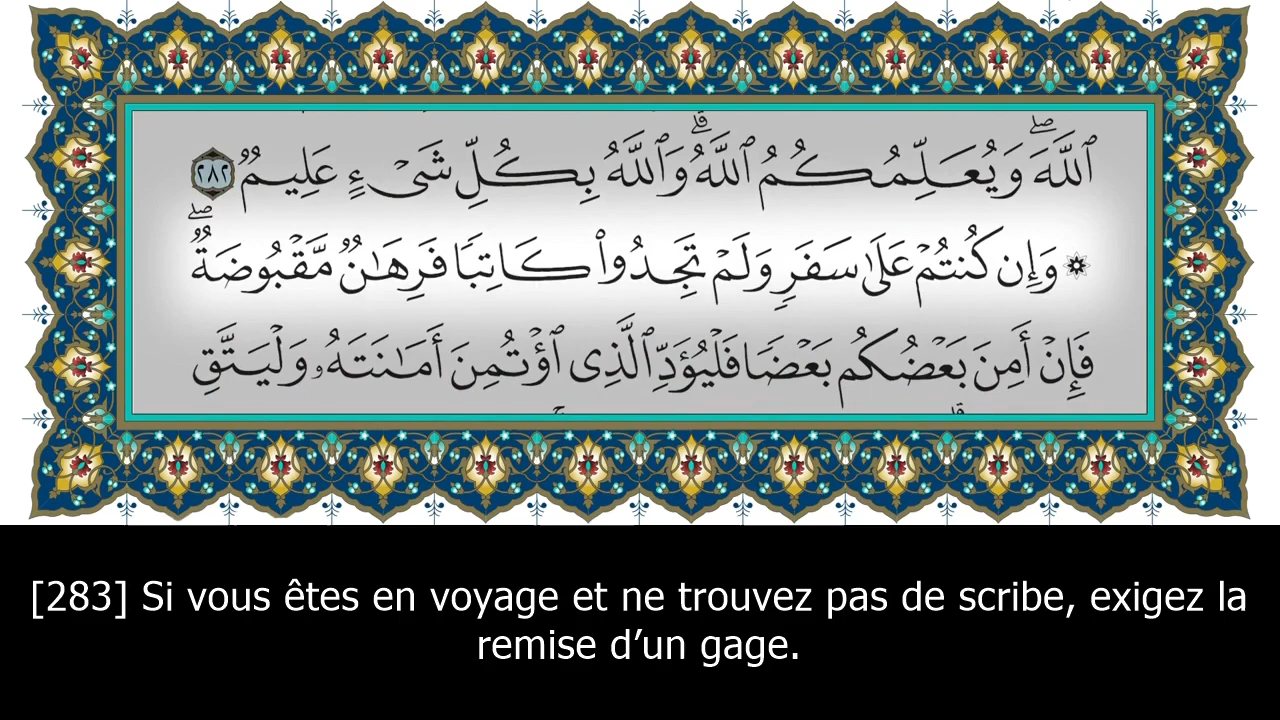 ٱللَّهَۖ وَيُعَلِّمُكُمُ ٱللَّهُۗ وَٱللَّهُ بِكُلِّ شَىْءٍ عَلِيمٌ ٢٨٢
۞ وَإِن كُنتُمْ عَلَىٰ سَفَرٍ وَلَمْ تَجِدُوا۟ كَاتِبًا فَرِهَـٰنٌ مَّقْبُوضَةٌۖ
فَإِنْ أَمِنَ بَعْضُكُم بَعْضًا فَلْيُؤَدِّ ٱلَّذِى ٱؤْتُمِنَ أَمَـٰنَتَهُۥ وَلْيَتَّقِ
[283] Si vous êtes en voyage et ne trouvez pas de scribe, exigez la
remise d’un gage.